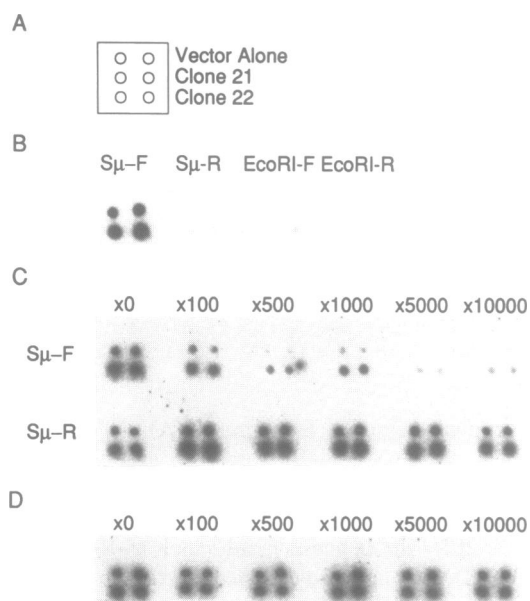 A
Vector Alone
Clone 21
Clone 22
B
Sμ–F Sμ-R EcoRI-F EcoRI-R
C
x0 x100 x500 x1000 x5000 x10000
Sμ–F
Sμ–R
D
x0 x100 x500 x1000 x5000 x10000